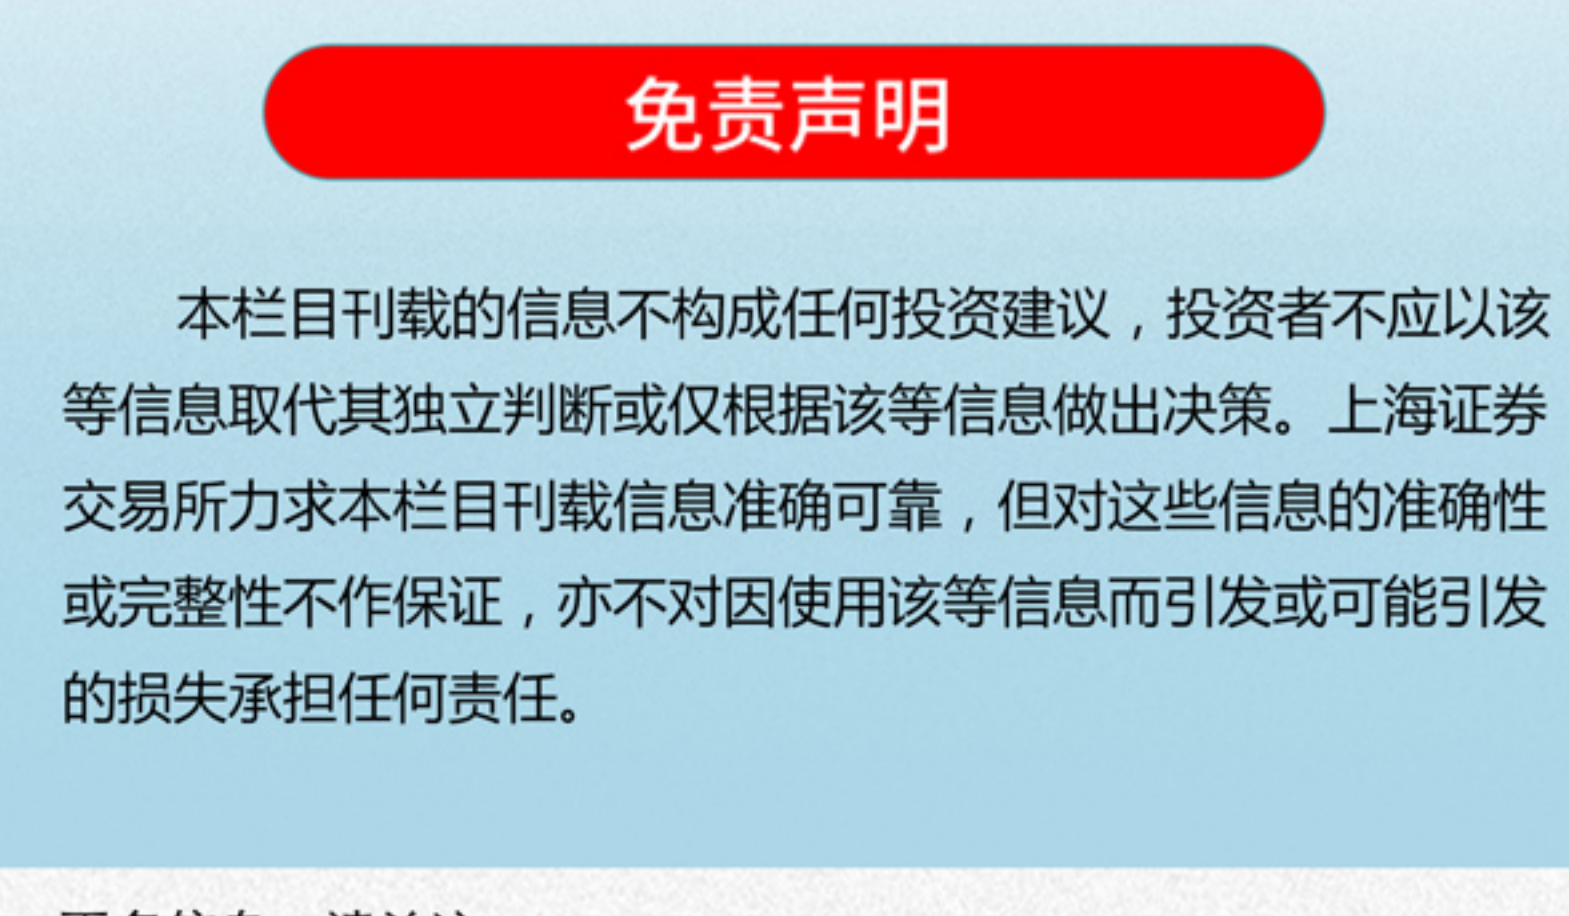 免责声明
本栏目刊载的信息不构成任何投资建议，投资者不应以该
等信息取代其独立判断或仅根据该等信息做出决策。上海证券
交易所力求本栏目刊载信息准确可靠，但对这些信息的准确性
或完整性不作保证，亦不对因使用该等信息而引发或可能引发
的损失承担任何责任。